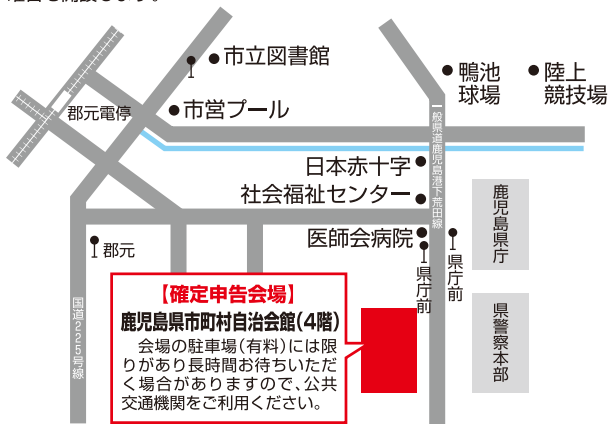 確告も開設します。
市立図書館
郡元電停
市営プール
鴨池
球場
陸上
競技場
一般県道鹿児島港下荒田線
日本赤十字
社会福祉センター
医師会病院
鹿児島県庁
郡元
県庁前
県庁前
国道225号線
県警察本部
【確定申告会場】
鹿児島県市町村自治会館(4階)
会場の駐車場(有料)には限
りがあり長時間お待ちいただ
く場合がありますので、公共
交通機関をご利用ください。